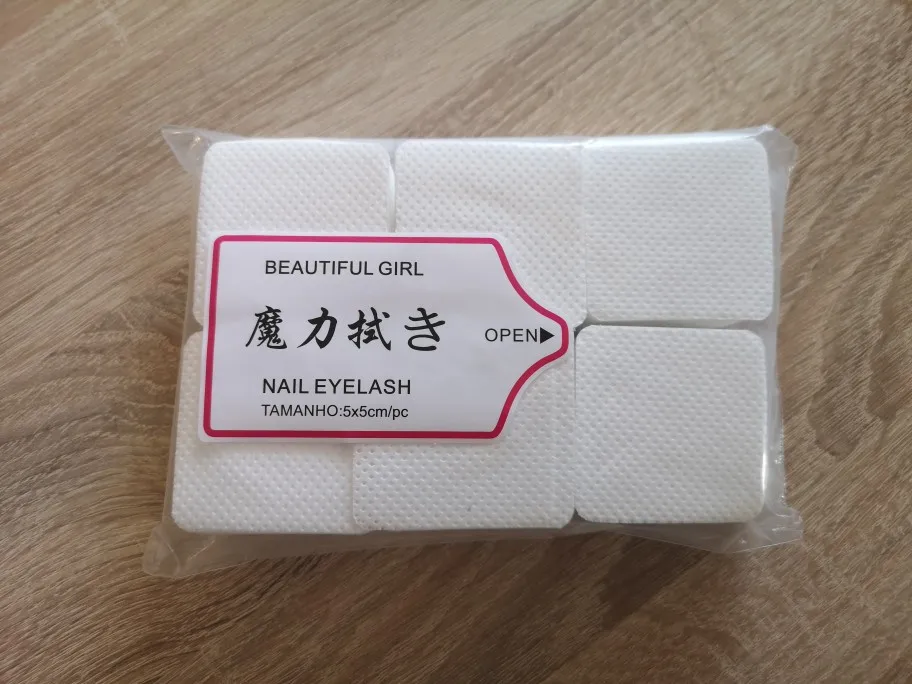 BEAUTIFUL GIRL
魔力拭き
OPEN▶
NAIL EYELASH
TAMANHO:5x5cm/pc